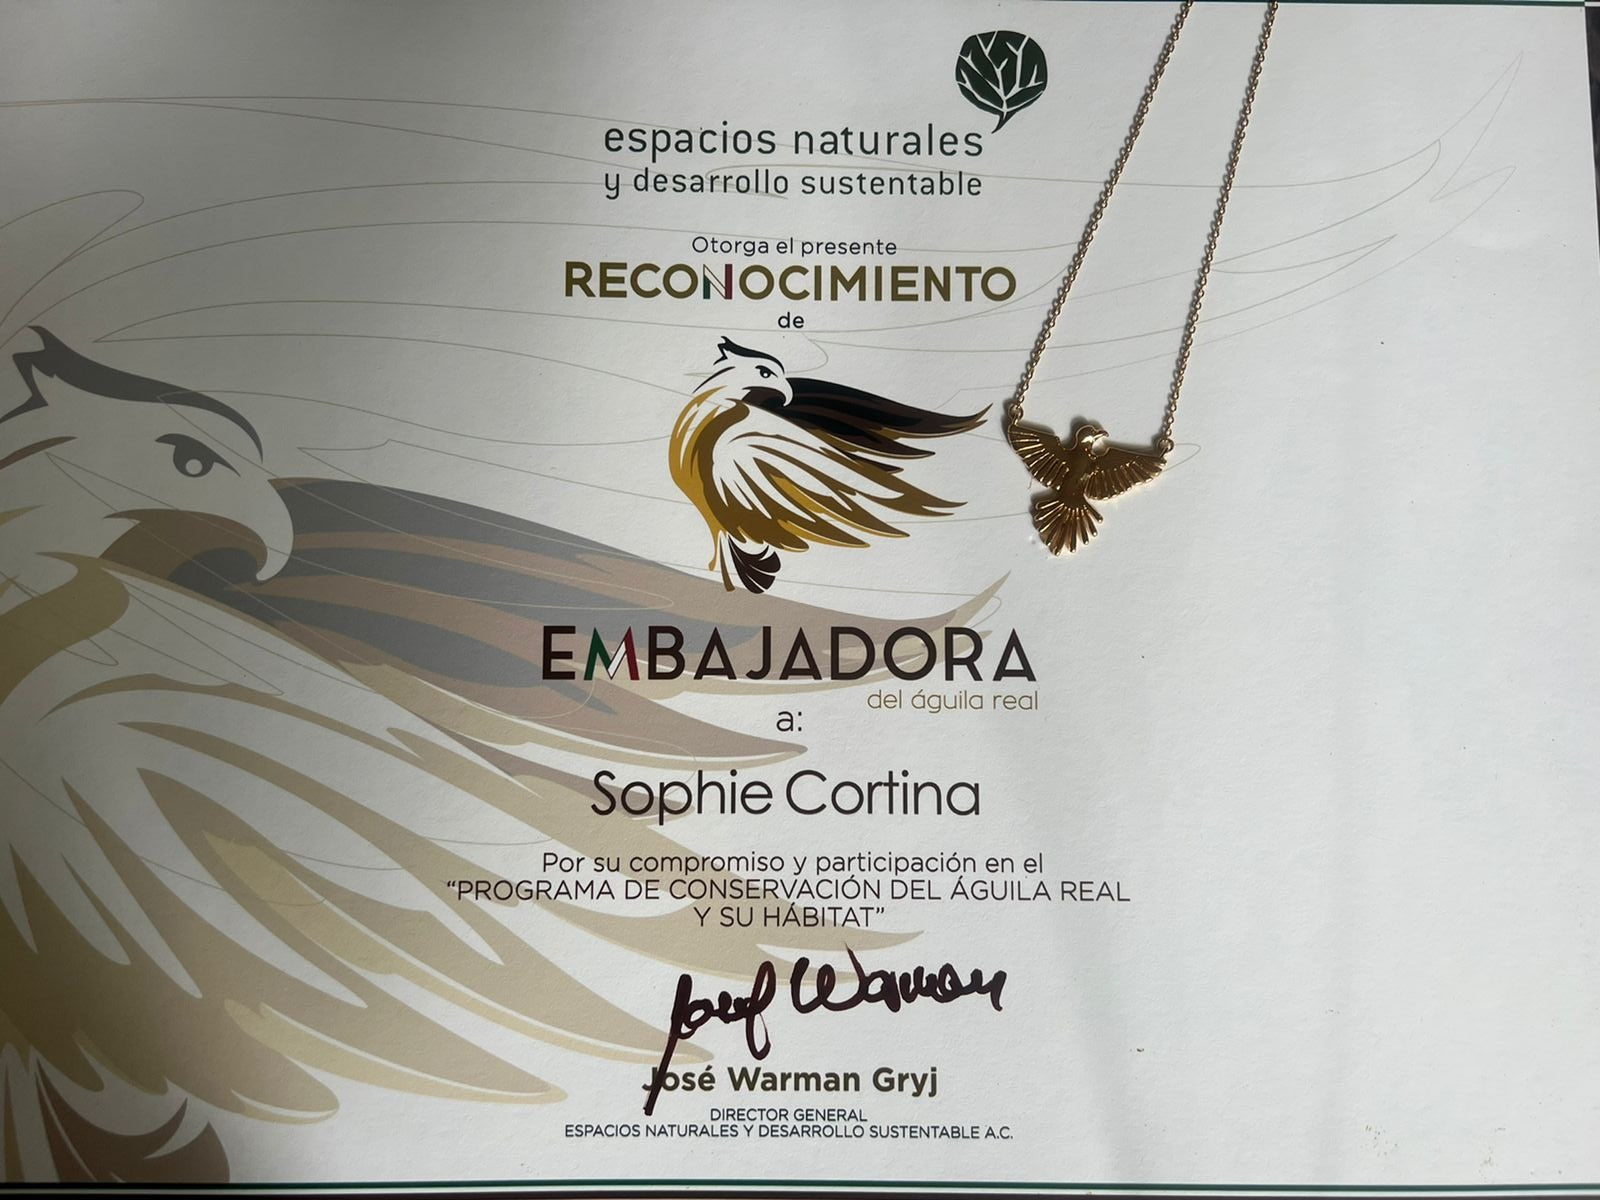 espacios naturales
y desarrollo sustentable
Otorga el presente
RECONOCIMIENTO
de
EMBAJADORA
del águila real
a:
Sophie Cortina
Por su compromiso y participación en el
“PROGRAMA DE CONSERVACIÓN DEL ÁGUILA REAL
Y SU HÁBITAT”
José Warman
José Warman Gryj
DIRECTOR GENERAL
ESPACIOS NATURALES Y DESARROLLO SUSTENTABLE A.C.